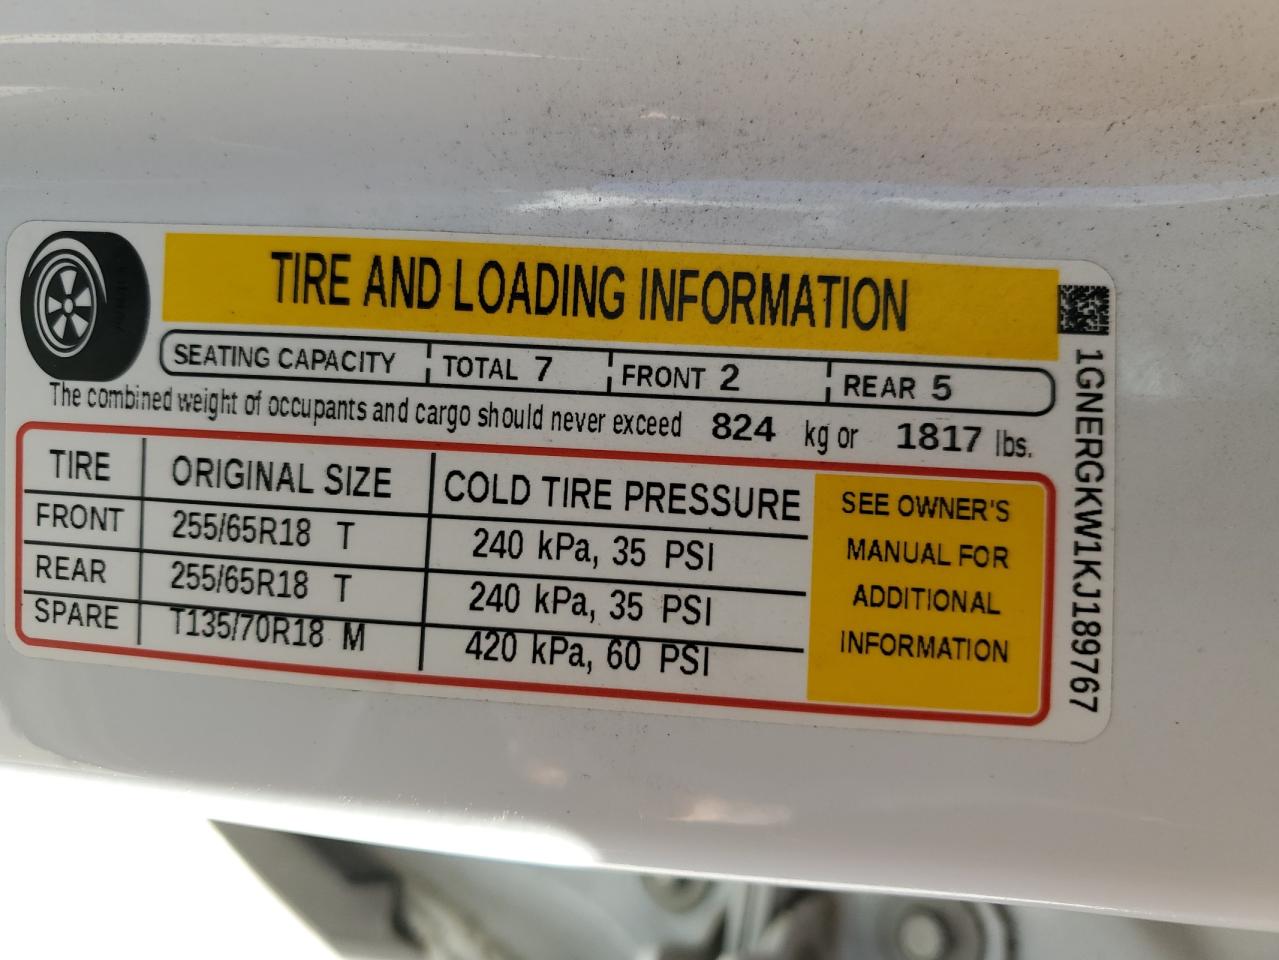 TIRE AND LOADING INFORMATION
SEATING CAPACITY TOTAL 7 FRONT 2 REAR 5
The combined weight of occupants and cargo should never exceed 824 kg or 1817 lbs.
TIRE ORIGINAL SIZE COLD TIRE PRESSURE
FRONT 255/65R18 T 240 kPa, 35 PSI
REAR 255/65R18 T 240 kPa, 35 PSI
SPARE T135/70R18 M 420 kPa, 60 PSI
SEE OWNER'S
MANUAL FOR
ADDITIONAL
INFORMATION
1GNERGKW1KJ189767